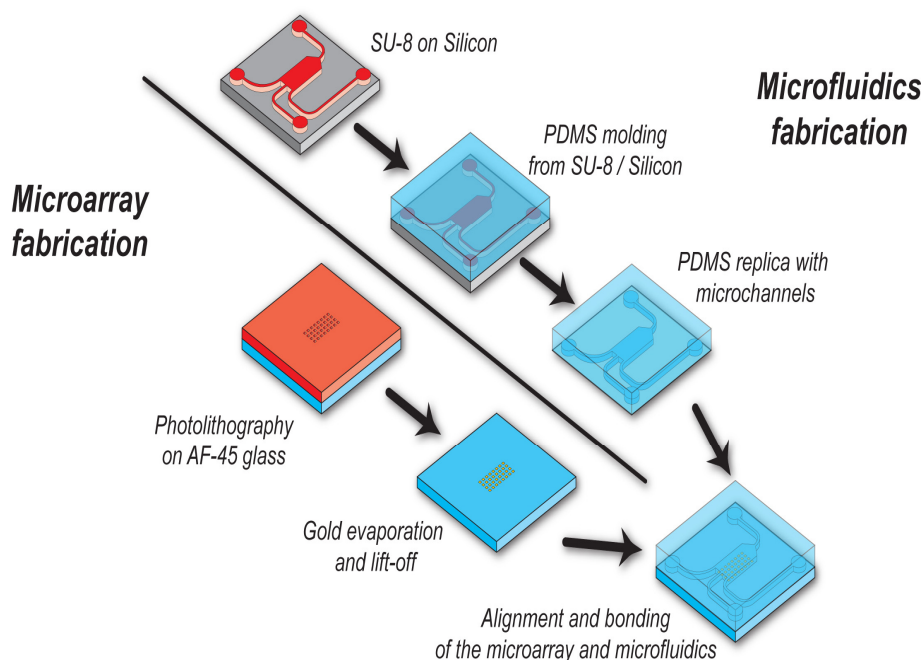 SU-8 on Silicon
Microfluidics
fabrication
PDMS molding
from SU-8 / Silicon
Microarray
fabrication
PDMS replica with
microchannels
Photolithography
on AF-45 glass
Gold evaporation
and lift-off
Alignment and bonding
of the microarray and microfluidics